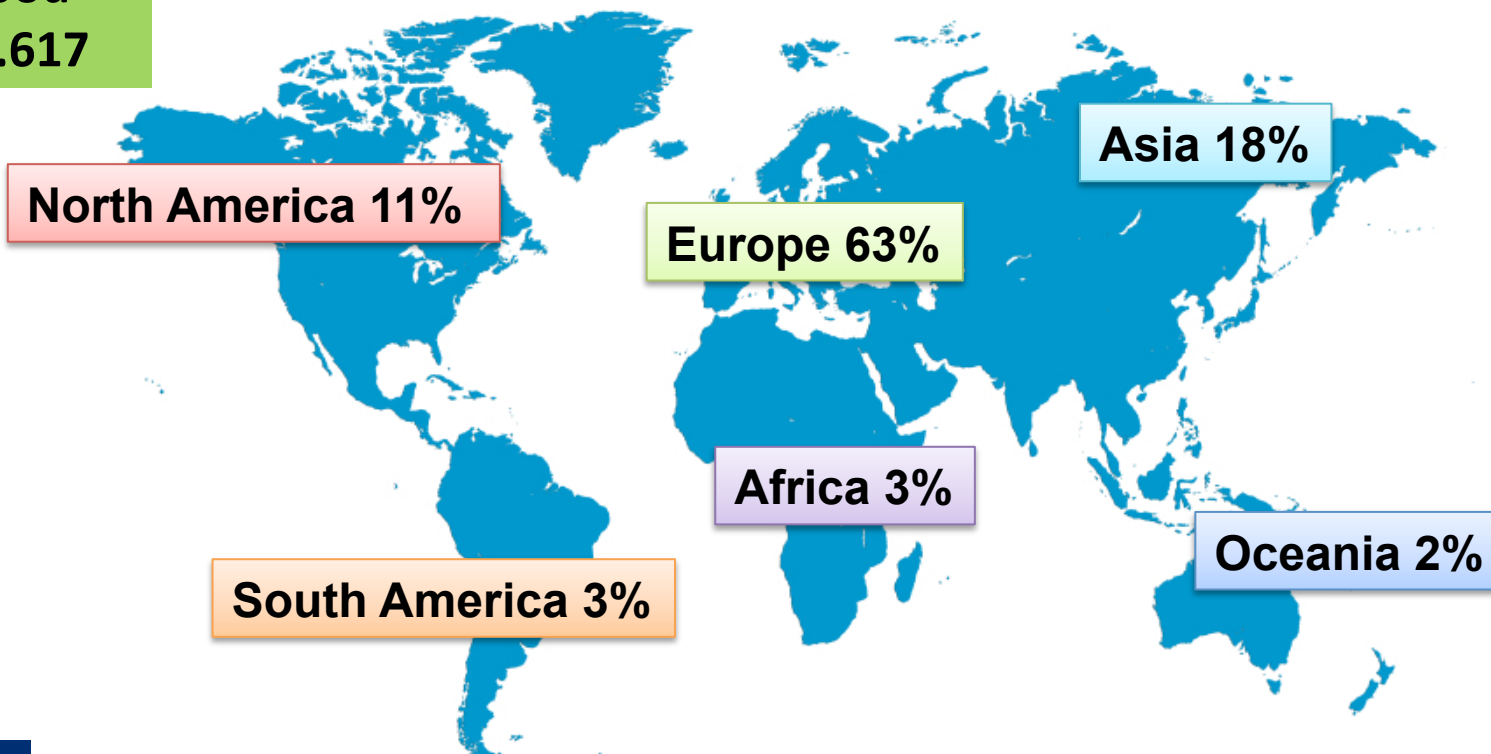 .617
Asia 18%
North America 11%
Europe 63%
Africa 3%
Oceania 2%
South America 3%